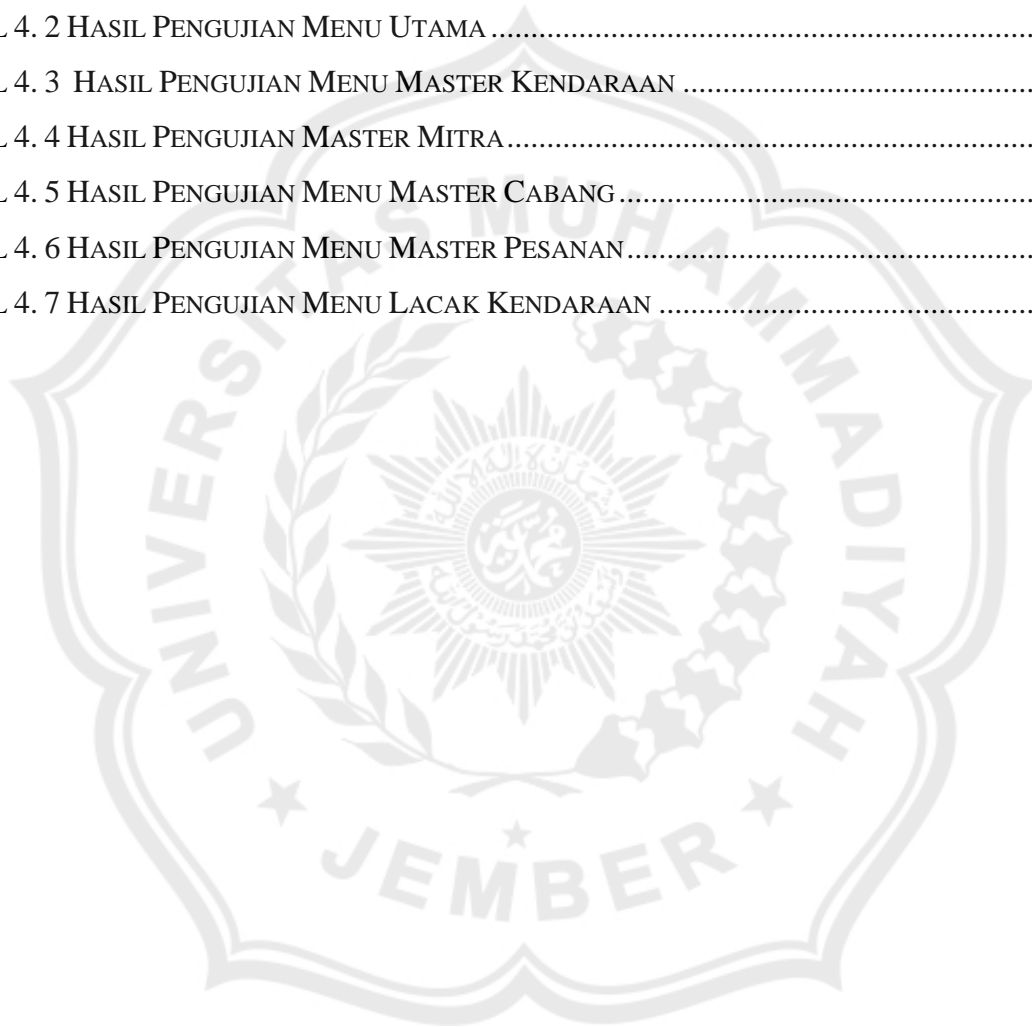 L 4. 2 HASIL PENGUJIAN MENU UTAMA ........................................................................
L 4. 3  HASIL PENGUJIAN MENU MASTER KENDARAAN .............................................
L 4. 4 HASIL PENGUJIAN MASTER MITRA ...................................................................
L 4. 5 HASIL PENGUJIAN MENU MASTER CABANG .....................................................
L 4. 6 HASIL PENGUJIAN MENU MASTER PESANAN ....................................................
L 4. 7 HASIL PENGUJIAN MENU LACAK KENDARAAN ................................................
UNIVERSITAS MUHAMMADIYAH
JEMBER